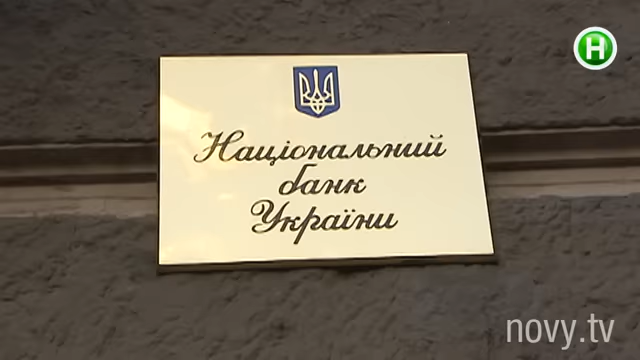 Н
Національний
банк
України
novy.tv